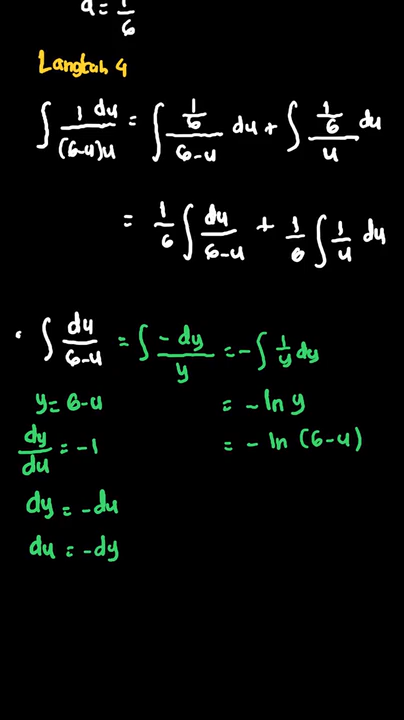 a = 1/6
Langkah 4
∫ 1 du / (6-u)u = ∫ (1/6)/(6-u) du + ∫ (1/6)/u du
= 1/6 ∫ du/(6-u) + 1/6 ∫ 1/u du
• ∫ du/(6-u) = ∫ -dy/y = - ∫ 1/y dy
y = 6-u = - ln y
dy/du = -1 = - ln (6-u)
dy = -du
du = -dy